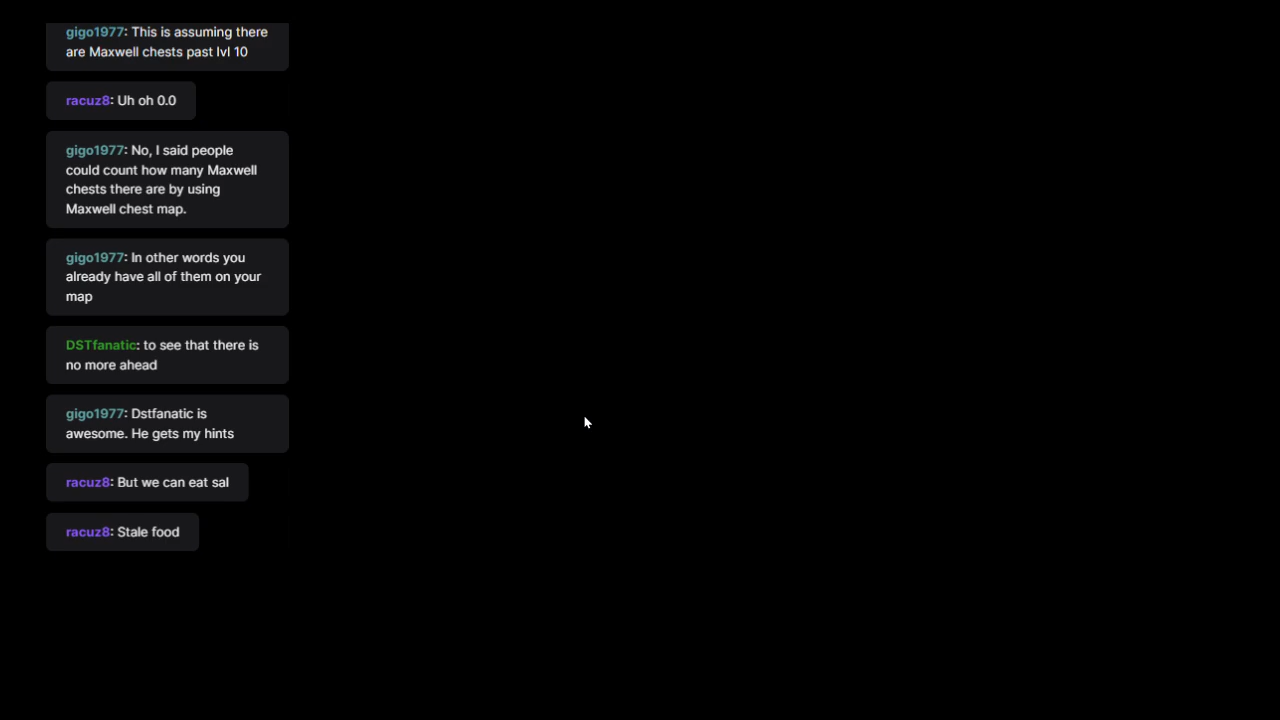 gigo1977: This is assuming there
are Maxwell chests past lvl 10
racuz8: Uh oh 0.0
gigo1977: No, I said people
could count how many Maxwell
chests there are by using
Maxwell chest map.
gigo1977: In other words you
already have all of them on your
map
DSTfanatic: to see that there is
no more ahead
gigo1977: Dstfanatic is
awesome. He gets my hints
racuz8: But we can eat sal
racuz8: Stale food